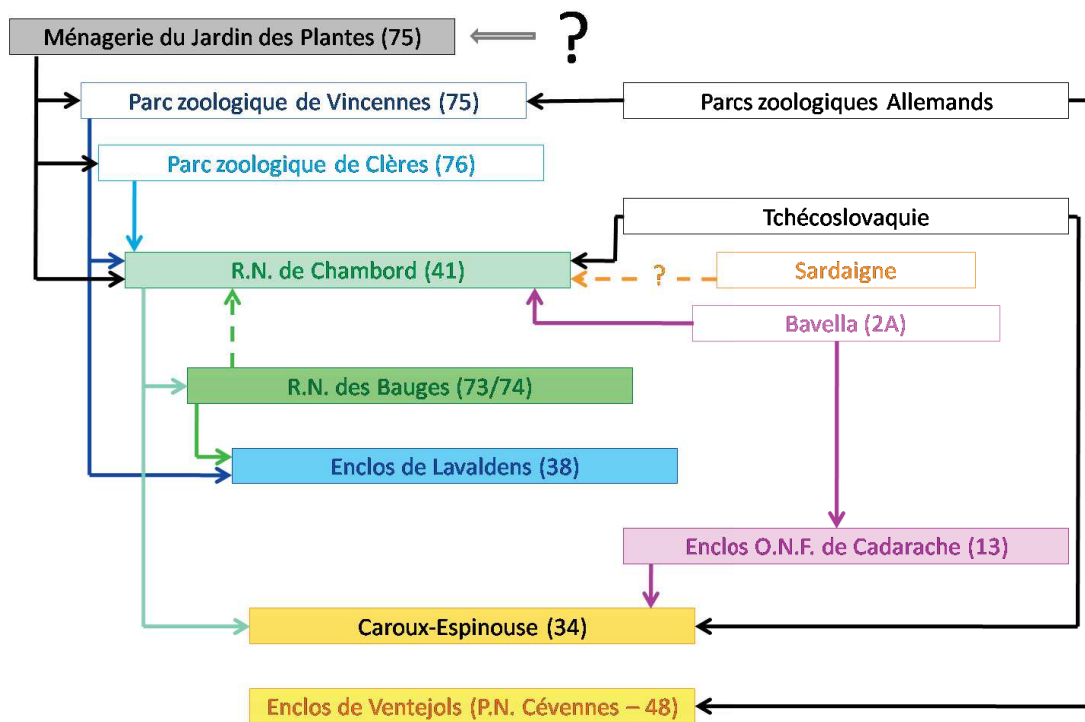 Ménagerie du Jardin des Plantes (75)
?
Parc zoologique de Vincennes (75)
Parcs zoologiques Allemands
Parc zoologique de Clères (76)
Tchécoslovaquie
R.N. de Chambord (41)
?
Sardaigne
Bavella (2A)
R.N. des Bauges (73/74)
Enclos de Lavaldens (38)
Enclos O.N.F. de Cadarache (13)
Caroux-Espinouse (34)
Enclos de Ventejols (P.N. Cévennes – 48)